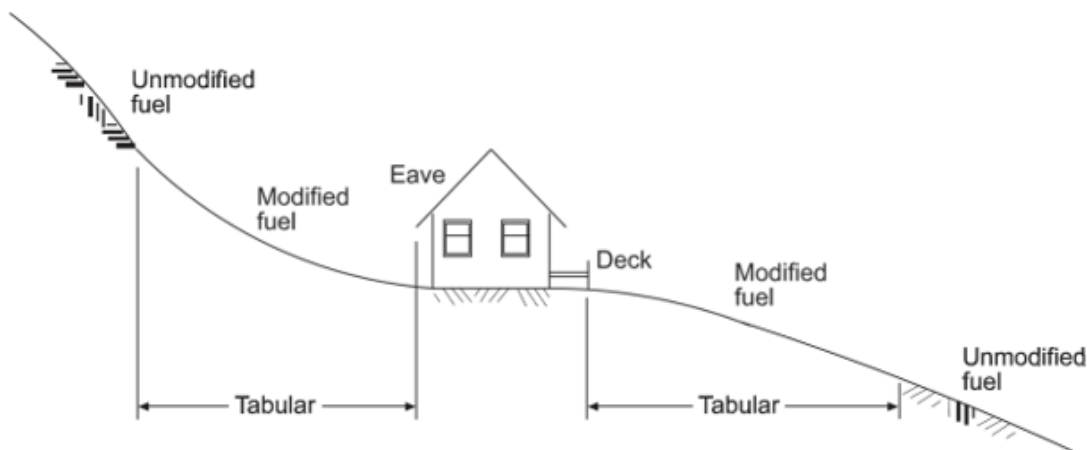 Unmodified
fuel
Eave
Modified
fuel
Deck
Modified
fuel
Unmodified
fuel
Tabular
Tabular